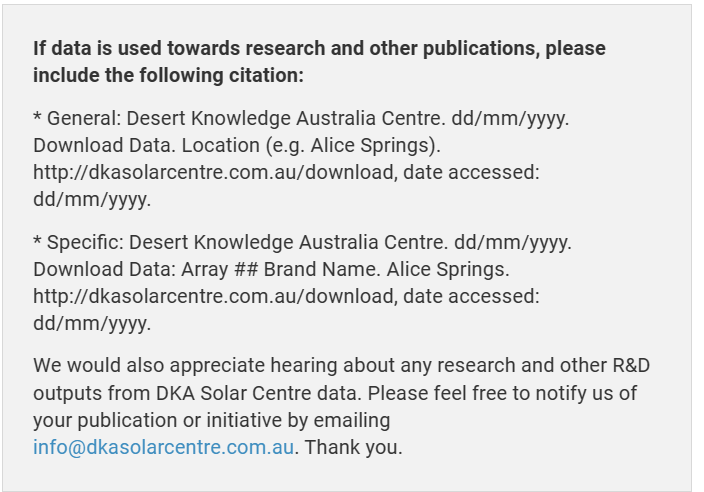 If data is used towards research and other publications, please
include the following citation:
* General: Desert Knowledge Australia Centre. dd/mm/yyyy.
Download Data. Location (e.g. Alice Springs).
http://dkasolarcentre.com.au/download, date accessed:
dd/mm/yyyy.
* Specific: Desert Knowledge Australia Centre. dd/mm/yyyy.
Download Data: Array ## Brand Name. Alice Springs.
http://dkasolarcentre.com.au/download, date accessed:
dd/mm/yyyy.
We would also appreciate hearing about any research and other R&D
outputs from DKA Solar Centre data. Please feel free to notify us of
your publication or initiative by emailing
info@dkasolarcentre.com.au. Thank you.